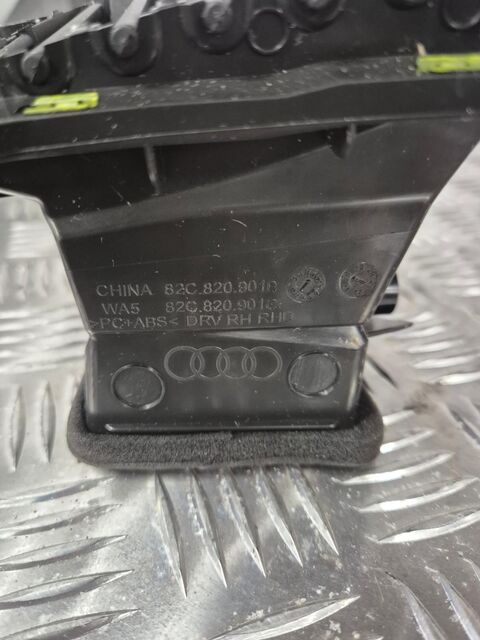 CHINA 82C.820.901
WA5 82C.820.901
>PC+ABS< DRV RH RHD